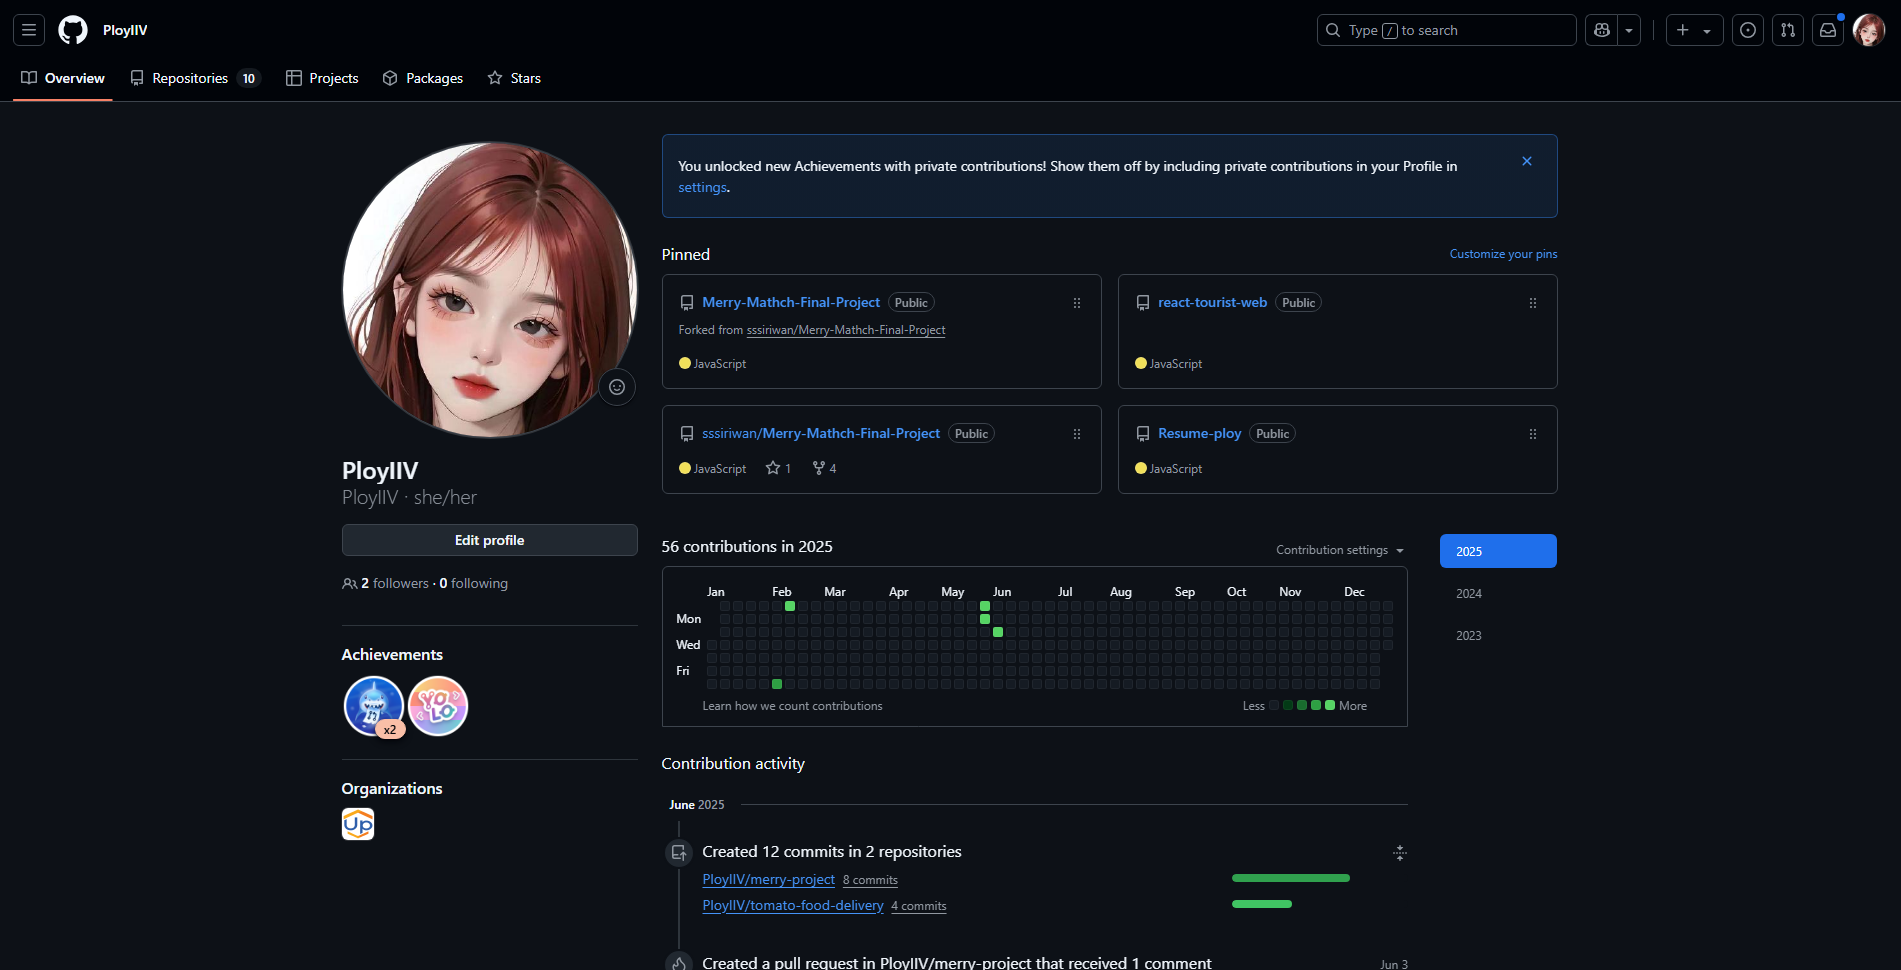 PloyIIV
Type / to search
Overview
Repositories 10
Projects
Packages
Stars
You unlocked new Achievements with private contributions! Show them off by including private contributions in your Profile in
settings.
PloyIIV
PloyIIV · she/her
Edit profile
2 followers · 0 following
Achievements
x2
YOLO
Organizations
Up
Pinned
Customize your pins
Merry-Mathch-Final-Project Public
Forked from sssiriwan/Merry-Mathch-Final-Project
JavaScript
react-tourist-web Public
JavaScript
sssiriwan/Merry-Mathch-Final-Project Public
JavaScript 1 4
Resume-ploy Public
JavaScript
56 contributions in 2025
Contribution settings
2025
2024
2023
Jan Feb Mar Apr May Jun Jul Aug Sep Oct Nov Dec
Mon
Wed
Fri
Learn how we count contributions
Less More
Contribution activity
June 2025
Created 12 commits in 2 repositories
PloyIIV/merry-project 8 commits
PloyIIV/tomato-food-delivery 4 commits
Created a pull request in PloyIIV/merry-project that received 1 comment
Jun 3